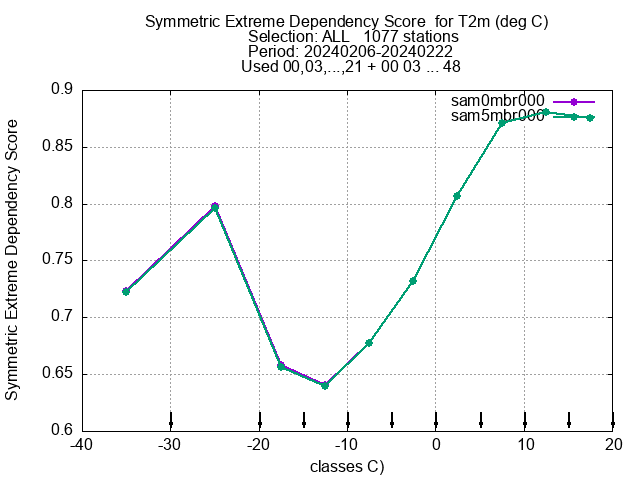 Symmetric Extreme Dependency Score  for T2m (deg C)
Selection: ALL   1077 stations
Period: 20240206-20240222
Used 00,03,...,21 + 00 03 ... 48
Symmetric Extreme Dependency Score
0.9
0.85
0.8
0.75
0.7
0.65
0.6
sam0mbr000
sam5mbr000
-40 -30 -20 -10 0 10 20
classes C)